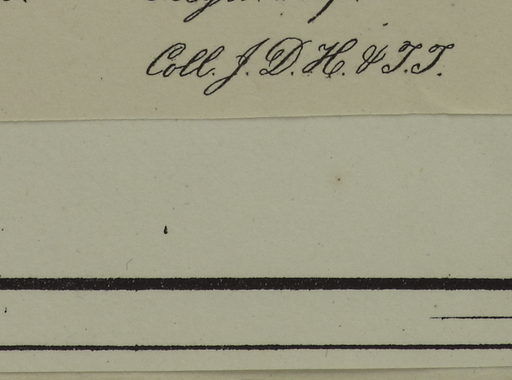 Coll. J. D. H. & T. T.